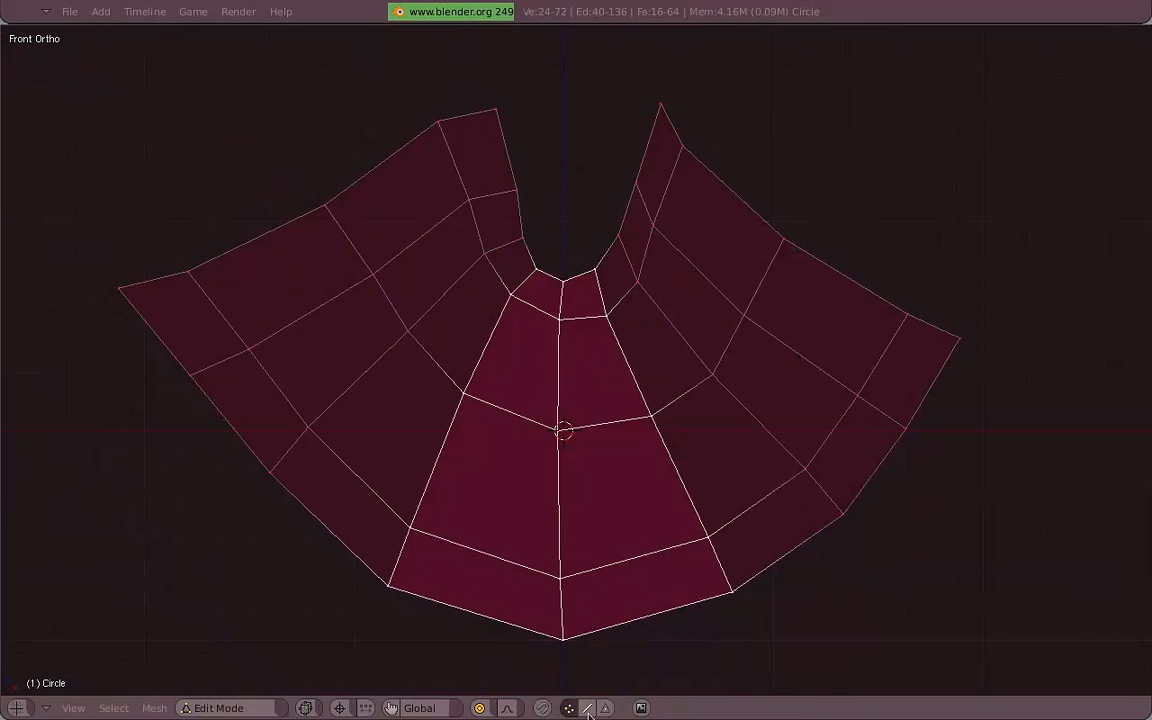 File Add Timeline Game Render Help www.blender.org 249 Ve:24-72 | Ed:40-136 | Fa:16-64 | Mem:4.16M (0.09M) Circle
Front Ortho
(1) Circle
View Select Mesh Edit Mode Global